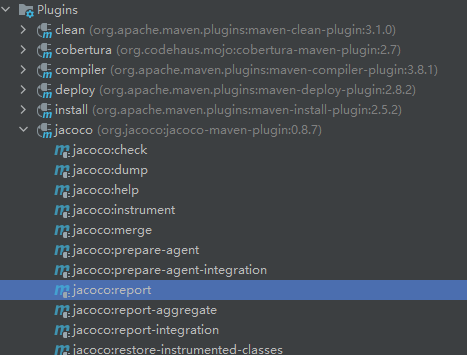 Plugins
clean (org.apache.maven.plugins:maven-clean-plugin:3.1.0)
cobertura (org.codehaus.mojo:cobertura-maven-plugin:2.7)
compiler (org.apache.maven.plugins:maven-compiler-plugin:3.8.1)
deploy (org.apache.maven.plugins:maven-deploy-plugin:2.8.2)
install (org.apache.maven.plugins:maven-install-plugin:2.5.2)
jacoco (org.jacoco:jacoco-maven-plugin:0.8.7)
jacoco:check
jacoco:dump
jacoco:help
jacoco:instrument
jacoco:merge
jacoco:prepare-agent
jacoco:prepare-agent-integration
jacoco:report
jacoco:report-aggregate
jacoco:report-integration
jacoco:restore-instrumented-classes